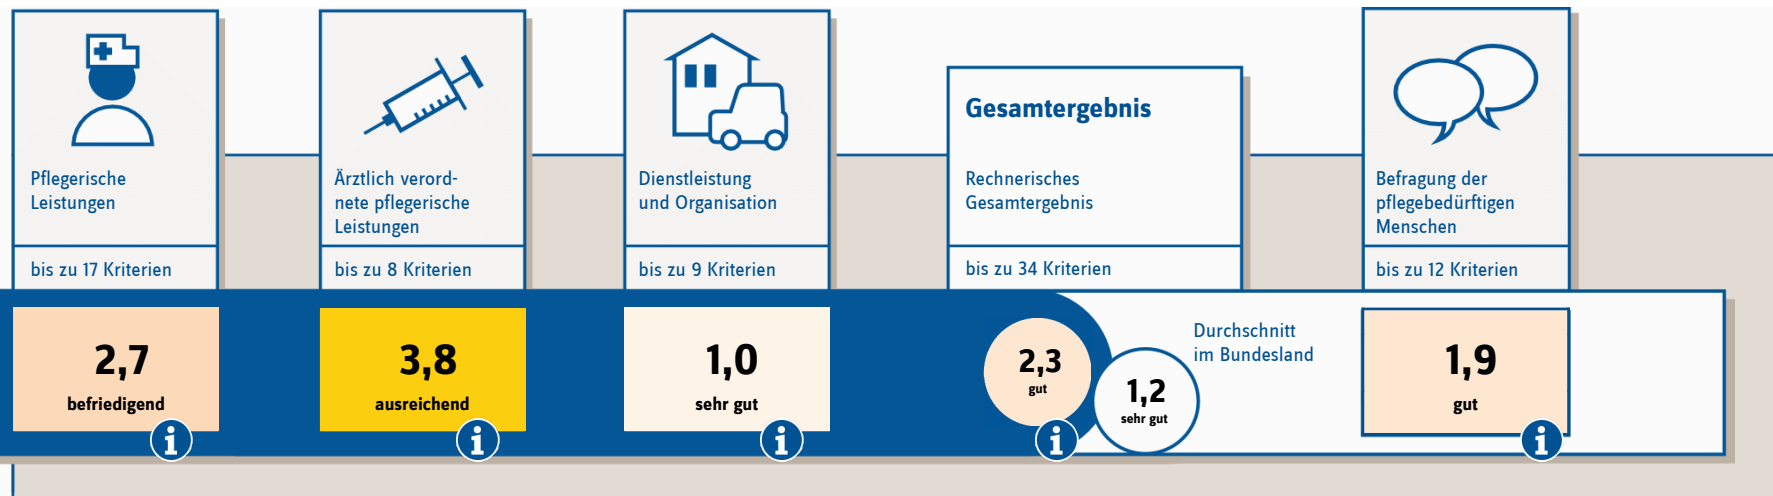 Pflegerische
Leistungen
bis zu 17 Kriterien
2,7
befriedigend
i
Ärztlich verord-
nete pflegerische
Leistungen
bis zu 8 Kriterien
3,8
ausreichend
i
Dienstleistung
und Organisation
bis zu 9 Kriterien
1,0
sehr gut
i
Gesamtergebnis
Rechnerisches
Gesamtergebnis
bis zu 34 Kriterien
2,3
gut
i
1,2
sehr gut
Durchschnitt
im Bundesland
Befragung der
pflegebedürftigen
Menschen
bis zu 12 Kriterien
1,9
gut
i